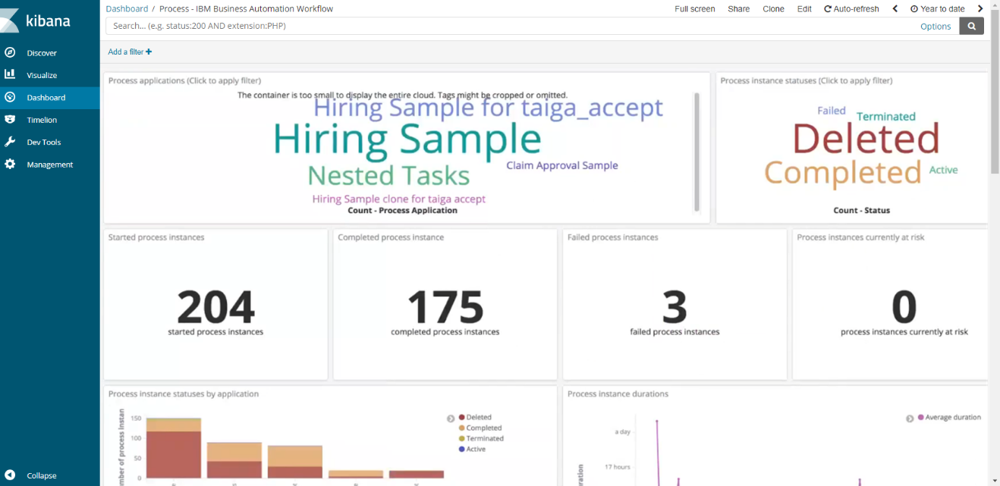 kibana
Discover
Visualize
Dashboard
Timelion
Dev Tools
Management
Collapse
Dashboard / Process - IBM Business Automation Workflow
Full screen Share Clone Edit Auto-refresh Year to date
Search... (e.g. status:200 AND extension:PHP)
Options
Add a filter +
Process applications (Click to apply filter)
The container is too small to display the entire cloud. Tags might be cropped or omitted.
Hiring Sample for taiga_accept
Hiring Sample
Nested Tasks
Claim Approval Sample
Hiring Sample clone for taiga accept
Count - Process Application
Process instance statuses (Click to apply filter)
Failed
Terminated
Deleted
Completed
Active
Count - Status
Started process instances
204
started process instances
Completed process instance
175
completed process instances
Failed process instances
3
failed process instances
Process instances currently at risk
0
process instances currently at risk
Process instance statuses by application
150
100
50
0
Deleted
Completed
Terminated
Active
Process instance durations
a day
17 hours
Average duration